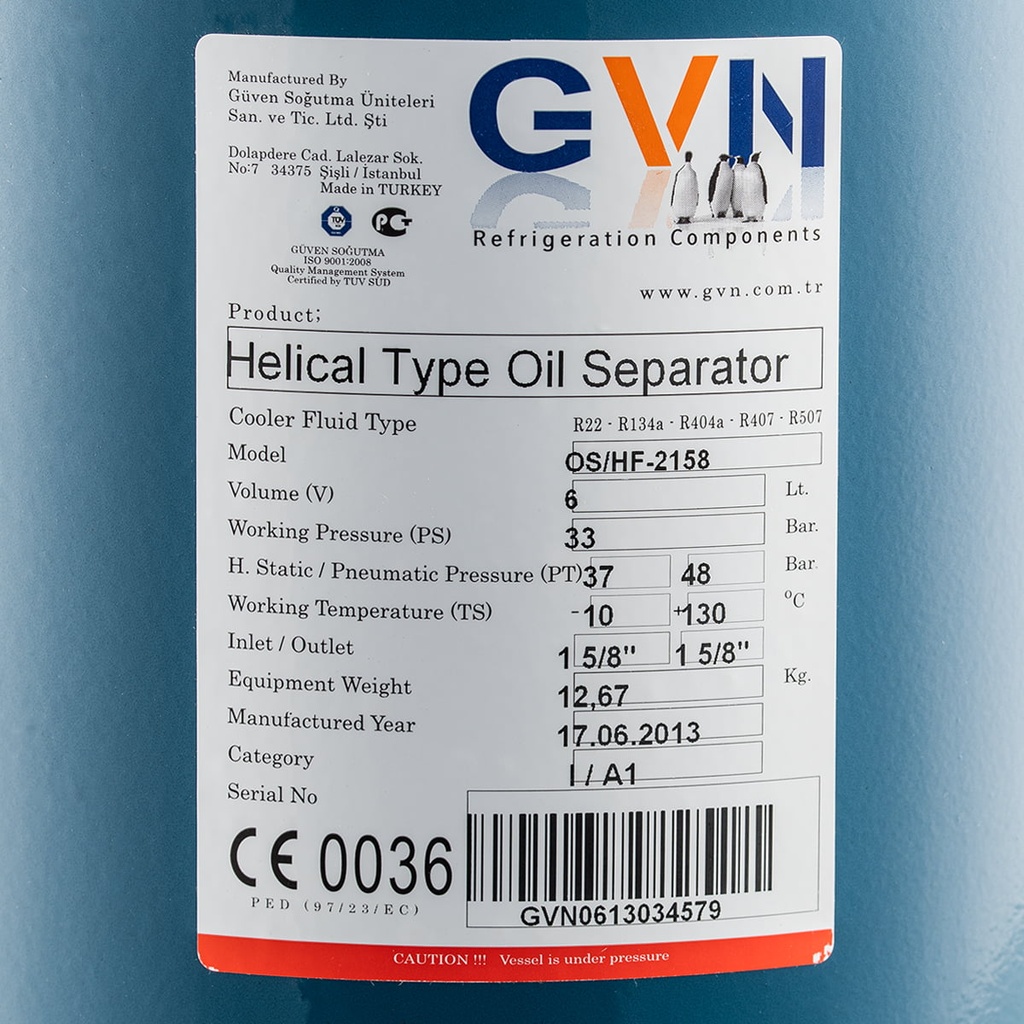 Manufactured By
Güven Soğutma Üniteleri
San. ve Tic. Ltd. Şti
Dolapdere Cad. Lalezar Sok.
No:7 34375 Şişli / İstanbul
Made in TURKEY
TÜV
PCT
GÜVEN SOĞUTMA
ISO 9001:2008
Quality Management System
Certified by TUV SÜD
GVN
Refrigeration Components
www.gvn.com.tr
Product;
Helical Type Oil Separator
Cooler Fluid Type R22 - R134a - R404a - R407 - R507
Model OS/HF-2158
Volume (V) 6 Lt.
Working Pressure (PS) 33 Bar.
H. Static / Pneumatic Pressure (PT) 37 48 Bar.
Working Temperature (TS) -10 +130 °C
Inlet / Outlet 1 5/8" 1 5/8"
Equipment Weight 12,67 Kg.
Manufactured Year 17.06.2013
Category I / A1
Serial No
CE 0036
PED (97/23/EC)
GVN0613034579
CAUTION !!! Vessel is under pressure